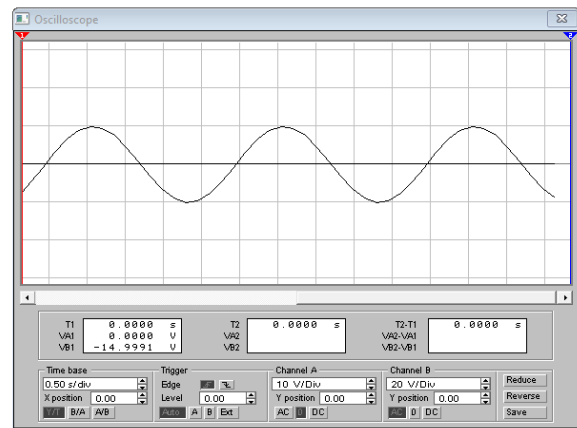 Oscilloscope
1 2
T1 0.0000 s T2 0.0000 s T2-T1 0.0000 s
VA1 0.0000 V VA2 VA2-VA1
VB1 -14.9991 V VB2 VB2-VB1
Time base Trigger Channel A Channel B
0.50 s/div Edge 10 V/Div 20 V/Div Reduce
X position 0.00 Level 0.00 Y position 0.00 Y position 0.00 Reverse
Y/T B/A A/B Auto A B Ext AC 0 DC AC 0 DC Save